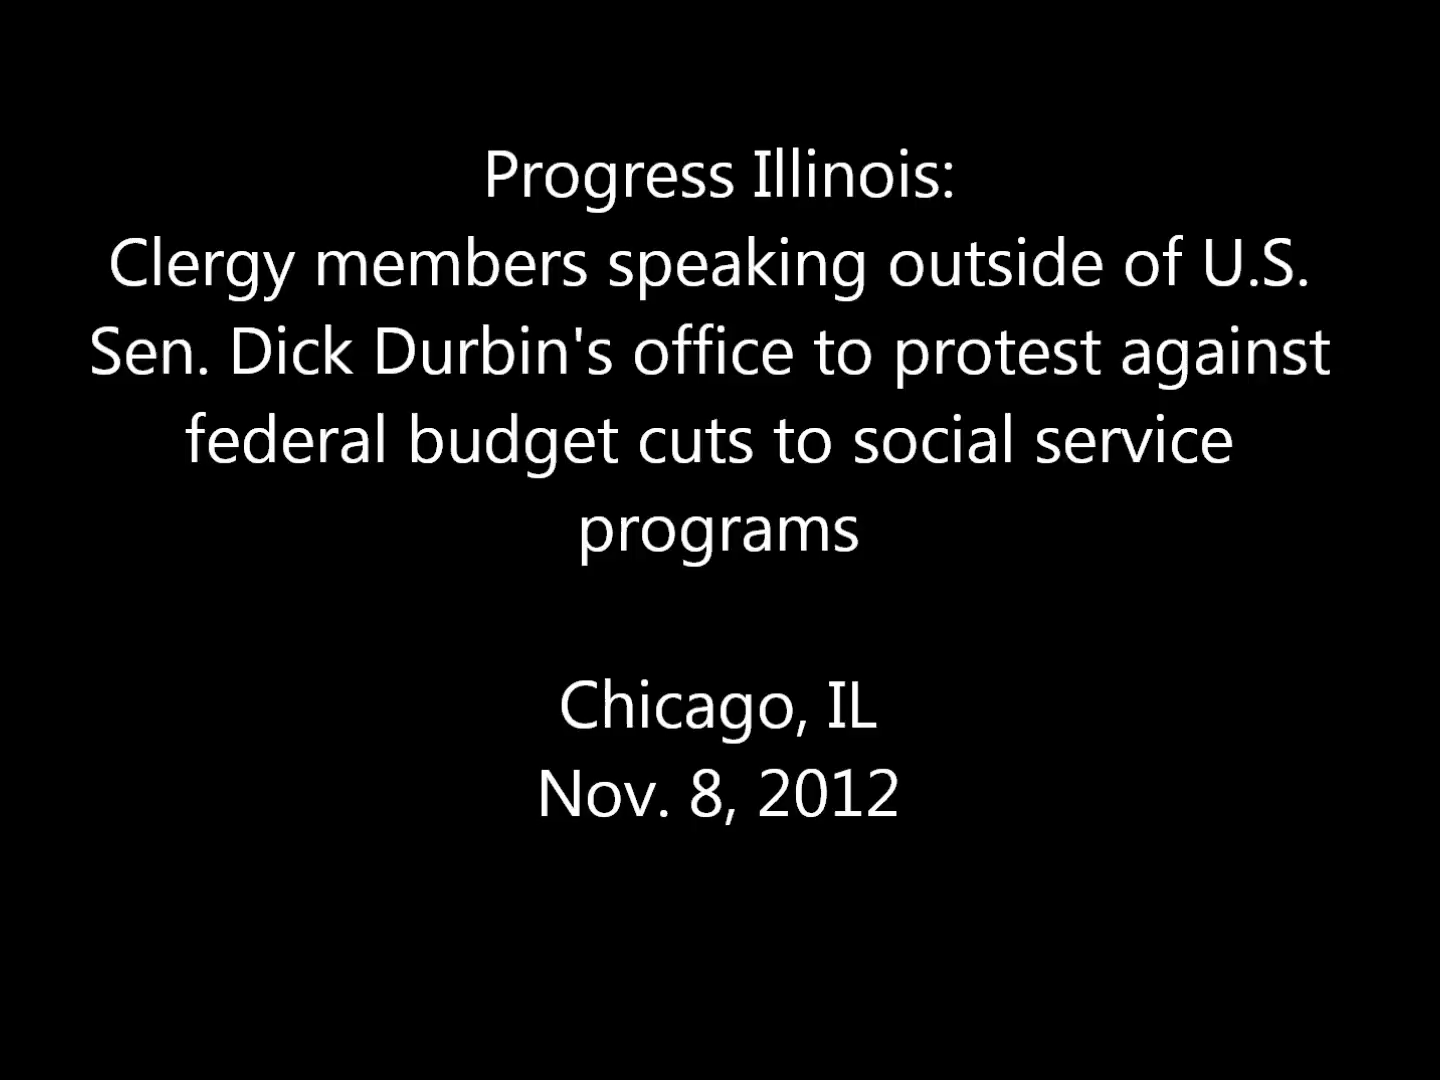 Progress Illinois:
Clergy members speaking outside of U.S.
Sen. Dick Durbin's office to protest against
federal budget cuts to social service
programs
Chicago, IL
Nov. 8, 2012